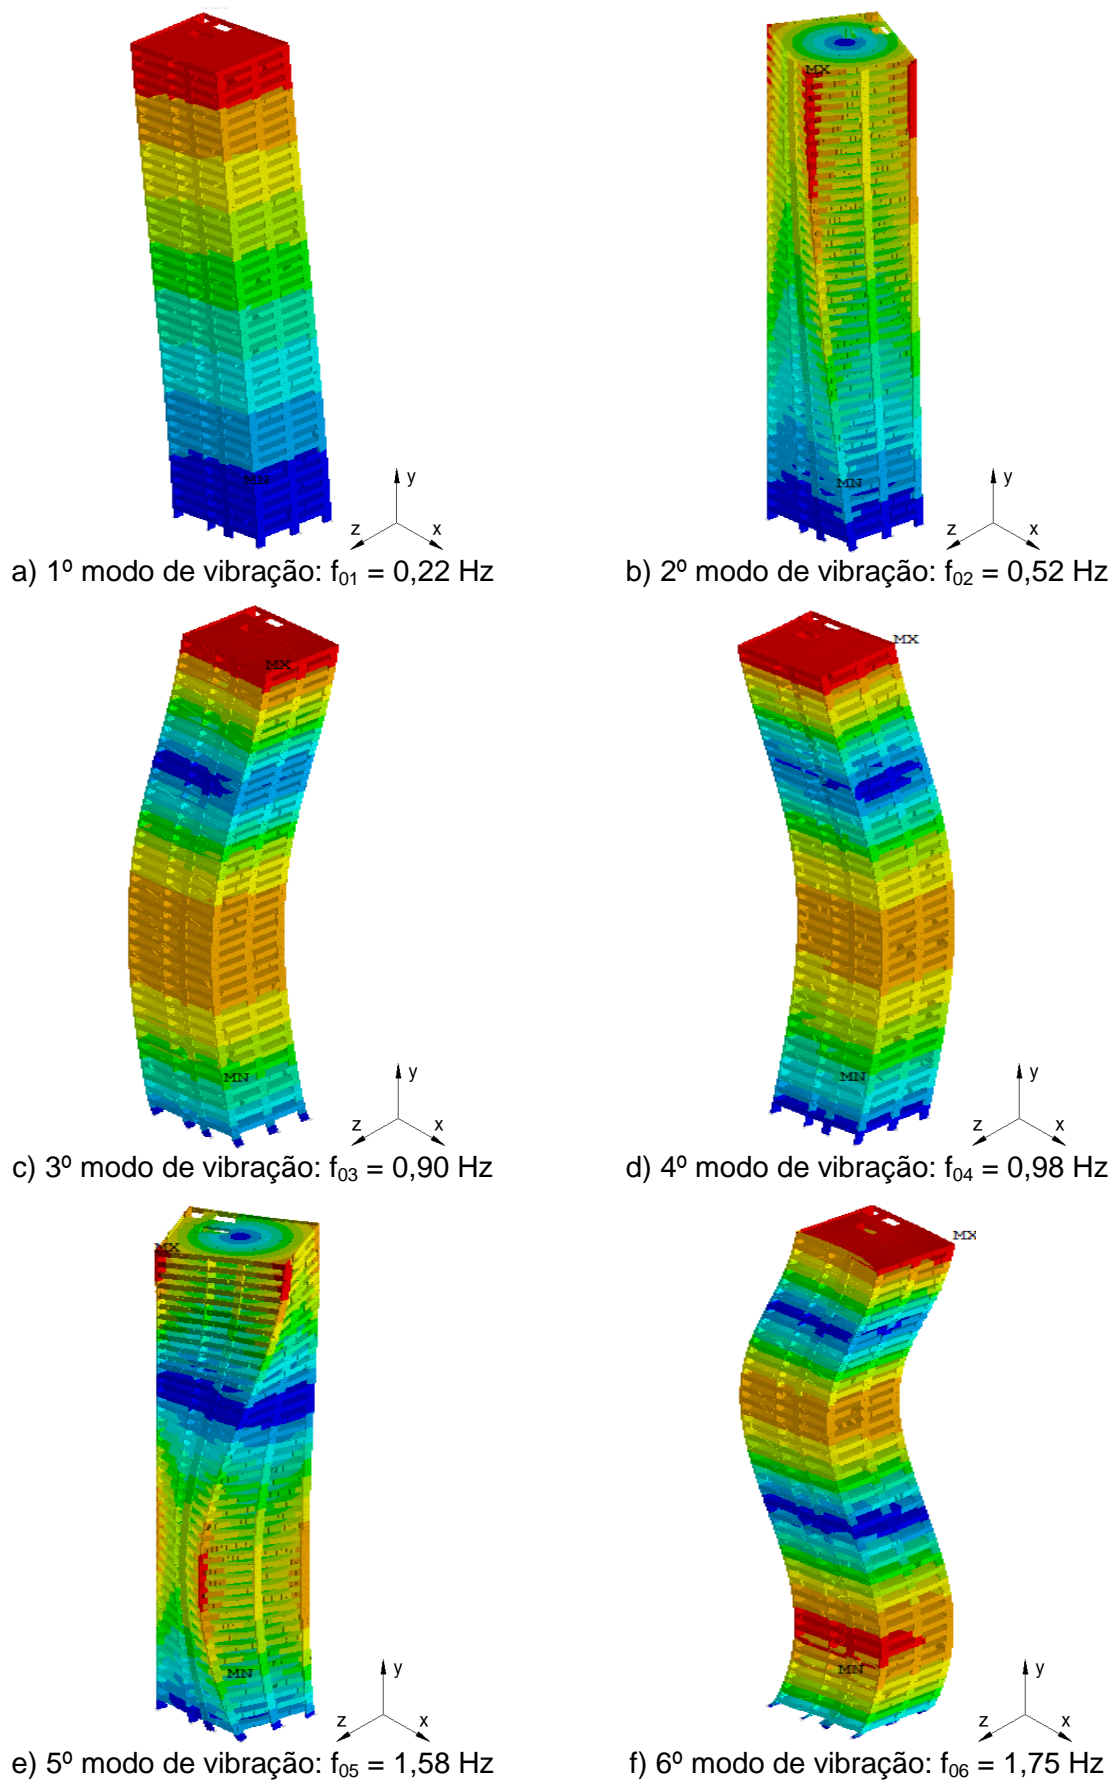 MX
MN
y
z
x
MN
y
z
x
a) 1º modo de vibração: f01 = 0,22 Hz
b) 2º modo de vibração: f02 = 0,52 Hz
MX
MN
y
z
x
MX
MN
y
z
x
c) 3º modo de vibração: f03 = 0,90 Hz
d) 4º modo de vibração: f04 = 0,98 Hz
MX
MN
y
z
x
MX
MN
y
z
x
e) 5º modo de vibração: f05 = 1,58 Hz
f) 6º modo de vibração: f06 = 1,75 Hz